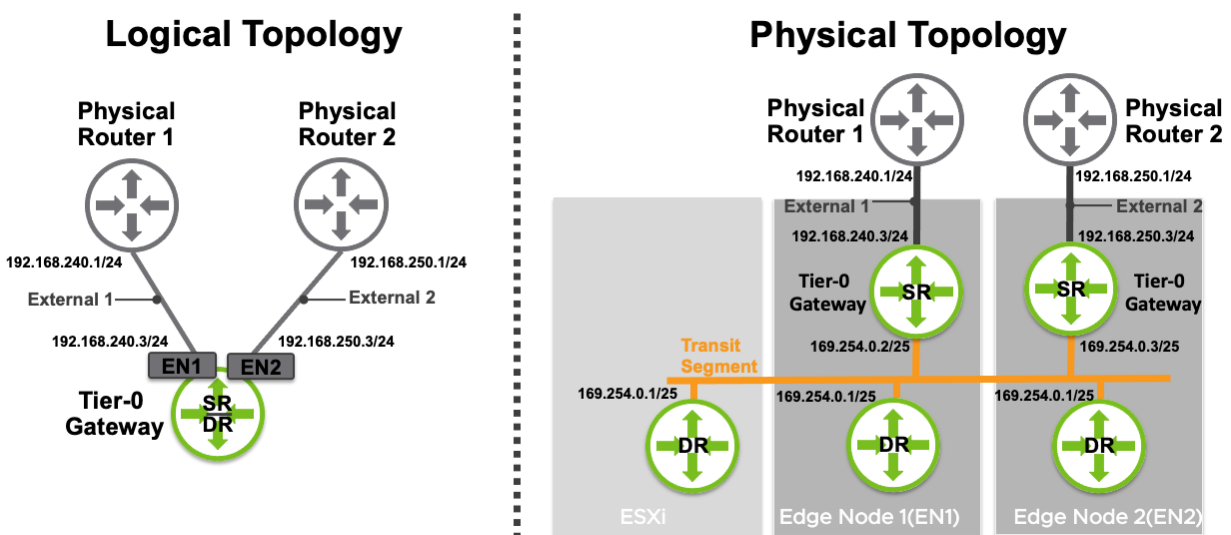 Logical Topology
Physical
Router 1
Physical
Router 2
192.168.240.1/24
192.168.250.1/24
External 1
External 2
192.168.240.3/24
192.168.250.3/24
EN1
EN2
Tier-0
Gateway
SR
DR
Physical Topology
Physical
Router 1
Physical
Router 2
192.168.240.1/24
192.168.250.1/24
External 1
External 2
192.168.240.3/24
192.168.250.3/24
Tier-0
Gateway
SR
SR
Tier-0
Gateway
Transit
Segment
169.254.0.2/25
169.254.0.3/25
169.254.0.1/25
169.254.0.1/25
169.254.0.1/25
DR
DR
DR
ESXi
Edge Node 1(EN1)
Edge Node 2(EN2)